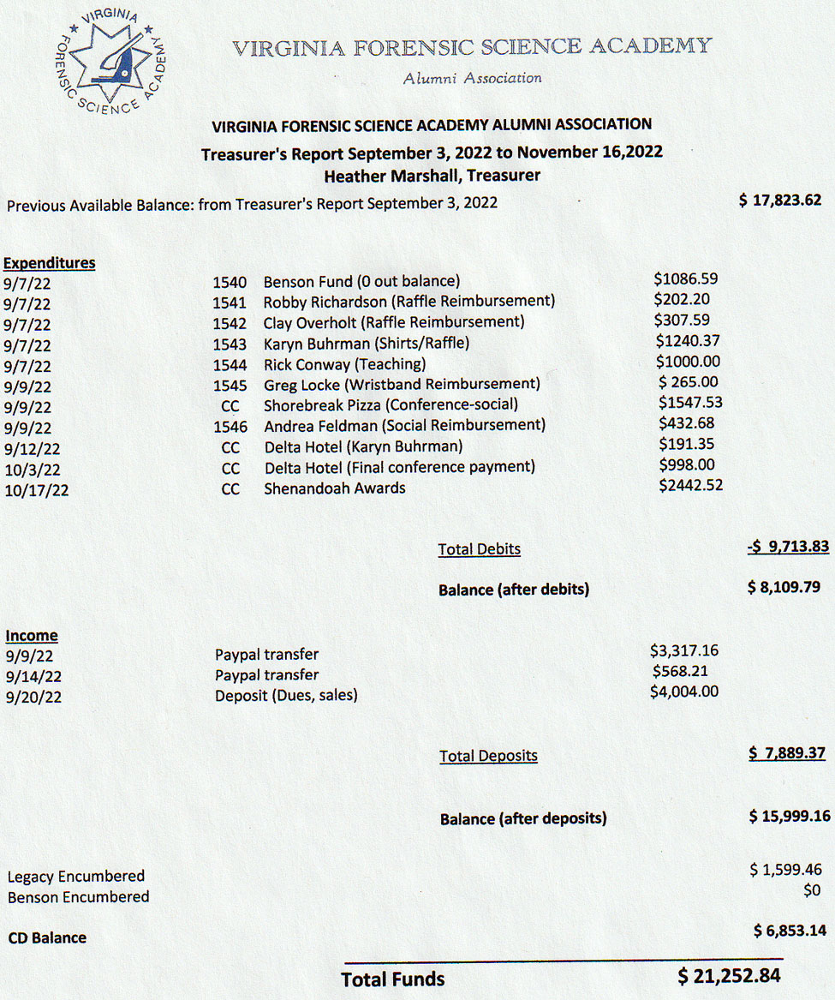 VIRGINIA
FORENSIC SCIENCE ACADEMY
VIRGINIA FORENSIC SCIENCE ACADEMY
Alumni Association
VIRGINIA FORENSIC SCIENCE ACADEMY ALUMNI ASSOCIATION
Treasurer's Report September 3, 2022 to November 16,2022
Heather Marshall, Treasurer
Previous Available Balance: from Treasurer's Report September 3, 2022 $ 17,823.62
Expenditures
9/7/22 1540 Benson Fund (0 out balance) $1086.59
9/7/22 1541 Robby Richardson (Raffle Reimbursement) $202.20
9/7/22 1542 Clay Overholt (Raffle Reimbursement) $307.59
9/7/22 1543 Karyn Buhrman (Shirts/Raffle) $1240.37
9/7/22 1544 Rick Conway (Teaching) $1000.00
9/9/22 1545 Greg Locke (Wristband Reimbursement) $ 265.00
9/9/22 CC Shorebreak Pizza (Conference-social) $1547.53
9/9/22 1546 Andrea Feldman (Social Reimbursement) $432.68
9/12/22 CC Delta Hotel (Karyn Buhrman) $191.35
10/3/22 CC Delta Hotel (Final conference payment) $998.00
10/17/22 CC Shenandoah Awards $2442.52
Total Debits -$ 9,713.83
Balance (after debits) $ 8,109.79
Income
9/9/22 Paypal transfer $3,317.16
9/14/22 Paypal transfer $568.21
9/20/22 Deposit (Dues, sales) $4,004.00
Total Deposits $ 7,889.37
Balance (after deposits) $ 15,999.16
Legacy Encumbered $ 1,599.46
Benson Encumbered $0
CD Balance $ 6,853.14
Total Funds $ 21,252.84